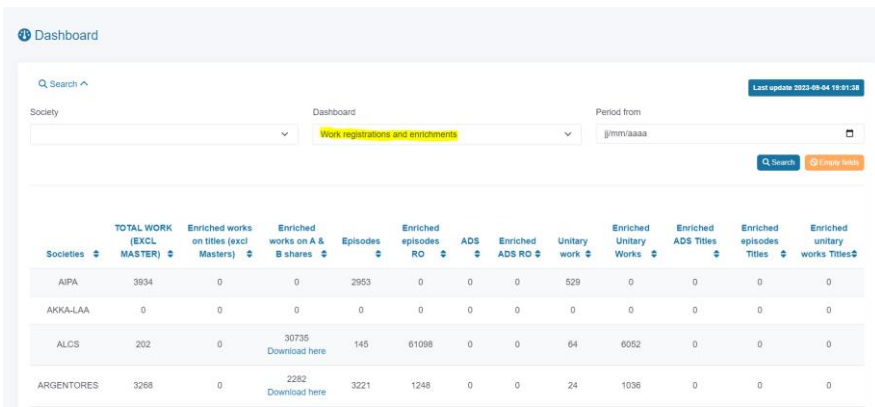 Dashboard
Search
Last update 2023-09-04 19:01:38
Society
Dashboard
Period from
Work registrations and enrichments
jj/mm/aaaa
Search
Empty fields
Societies
TOTAL WORK (EXCL MASTER)
Enriched works on titles (excl Masters)
Enriched works on A & B shares
Episodes
Enriched episodes RO
ADS
Enriched ADS RO
Unitary work
Enriched Unitary Works
Enriched ADS Titles
Enriched episodes Titles
Enriched unitary works Titles
AIPA 3934 0 0 2953 0 0 0 529 0 0 0 0
AKKA-LAA 0 0 0 0 0 0 0 0 0 0 0 0
ALCS 202 0 30735 145 61098 0 0 64 6052 0 0 0
Download here
ARGENTORES 3268 0 2282 3221 1248 0 0 24 1036 0 0 0
Download here